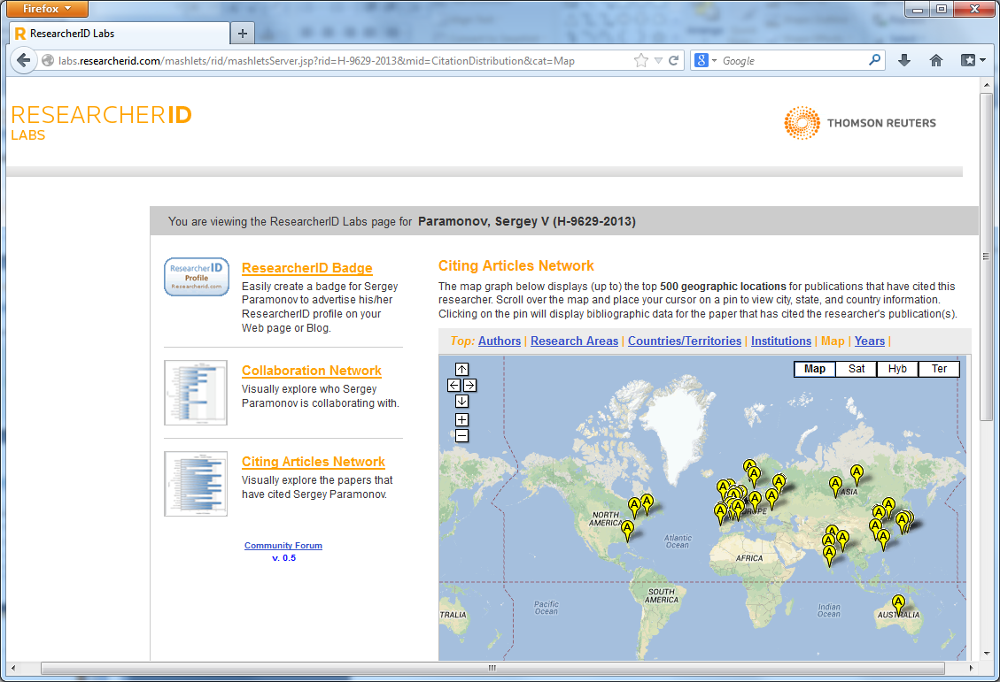 Firefox
ResearcherID Labs
labs.researcherid.com/mashlets/rid/mashletsServer.jsp?rid=H-9629-2013&mid=CitationDistribution&cat=Map
Google
RESEARCHERID
LABS
THOMSON REUTERS
You are viewing the ResearcherID Labs page for Paramonov, Sergey V (H-9629-2013)
ResearcherID
Profile
Researcherid.com
ResearcherID Badge
Easily create a badge for Sergey
Paramonov to advertise his/her
ResearcherID profile on your
Web page or Blog.
Collaboration Network
Visually explore who Sergey
Paramonov is collaborating with.
Citing Articles Network
Visually explore the papers that
have cited Sergey Paramonov.
Community Forum
v. 0.5
Citing Articles Network
The map graph below displays (up to) the top 500 geographic locations for publications that have cited this
researcher. Scroll over the map and place your cursor on a pin to view city, state, and country information.
Clicking on the pin will display bibliographic data for the paper that has cited the researcher's publication(s).
Top: Authors | Research Areas | Countries/Territories | Institutions | Map | Years |
Map Sat Hyb Ter
ASIA
NORTH
AMERICA
EUROPE
Atlantic
Ocean
AFRICA
SOUTH
AMERICA
Pacific
Ocean
Indian
Ocean
TRALIA
AUSTRALIA